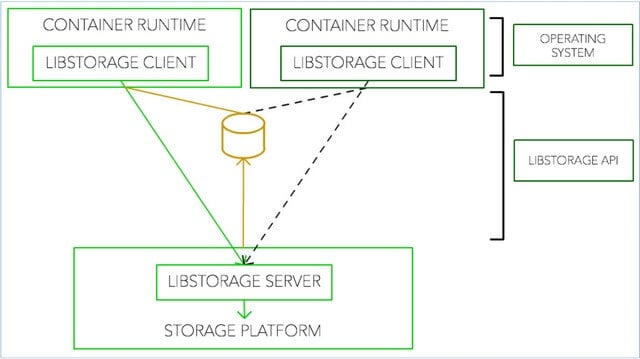 CONTAINER RUNTIME
LIBSTORAGE CLIENT
CONTAINER RUNTIME
LIBSTORAGE CLIENT
OPERATING
SYSTEM
LIBSTORAGE API
LIBSTORAGE SERVER
STORAGE PLATFORM